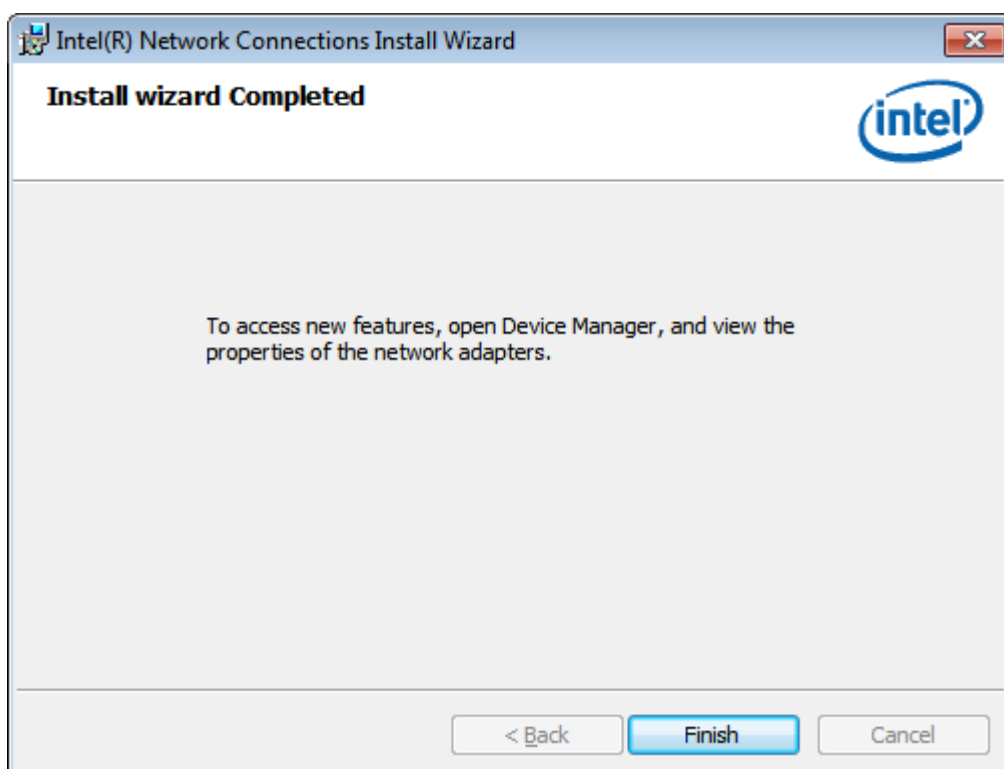 Intel(R) Network Connections Install Wizard
Install wizard Completed
intel
To access new features, open Device Manager, and view the
properties of the network adapters.
< Back
Finish
Cancel